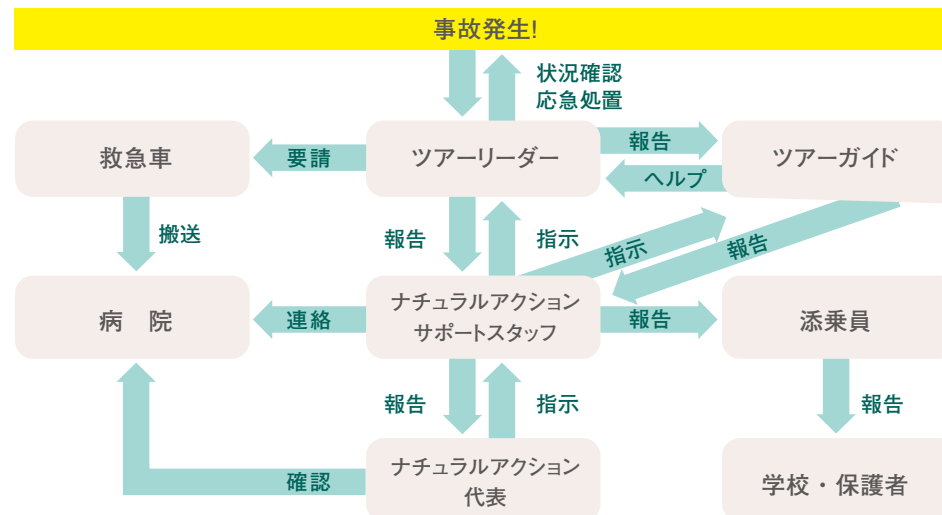 事故発生!
状況確認
応急処置
救急車
要請
ツアーリーダー
報告
ヘルプ
ツアーガイド
搬送
報告
指示
指示
報告
病　院
連絡
ナチュラルアクション
サポートスタッフ
報告
添乗員
報告
指示
報告
確認
ナチュラルアクション
代表
学校・保護者